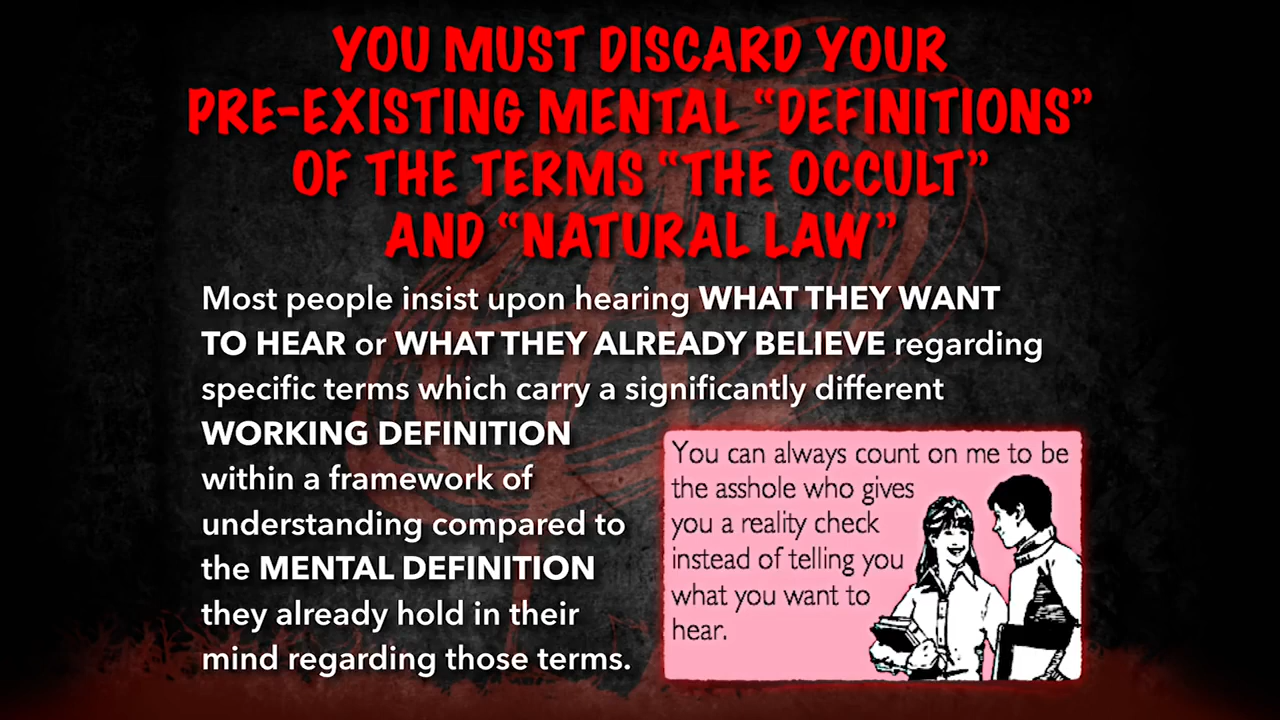 YOU MUST DISCARD YOUR
PRE-EXISTING MENTAL “DEFINITIONS”
OF THE TERMS “THE OCCULT”
AND “NATURAL LAW”
Most people insist upon hearing WHAT THEY WANT
TO HEAR or WHAT THEY ALREADY BELIEVE regarding
specific terms which carry a significantly different
WORKING DEFINITION
within a framework of
understanding compared to
the MENTAL DEFINITION
they already hold in their
mind regarding those terms.
You can always count on me to be
the asshole who gives
you a reality check
instead of telling you
what you want to
hear.